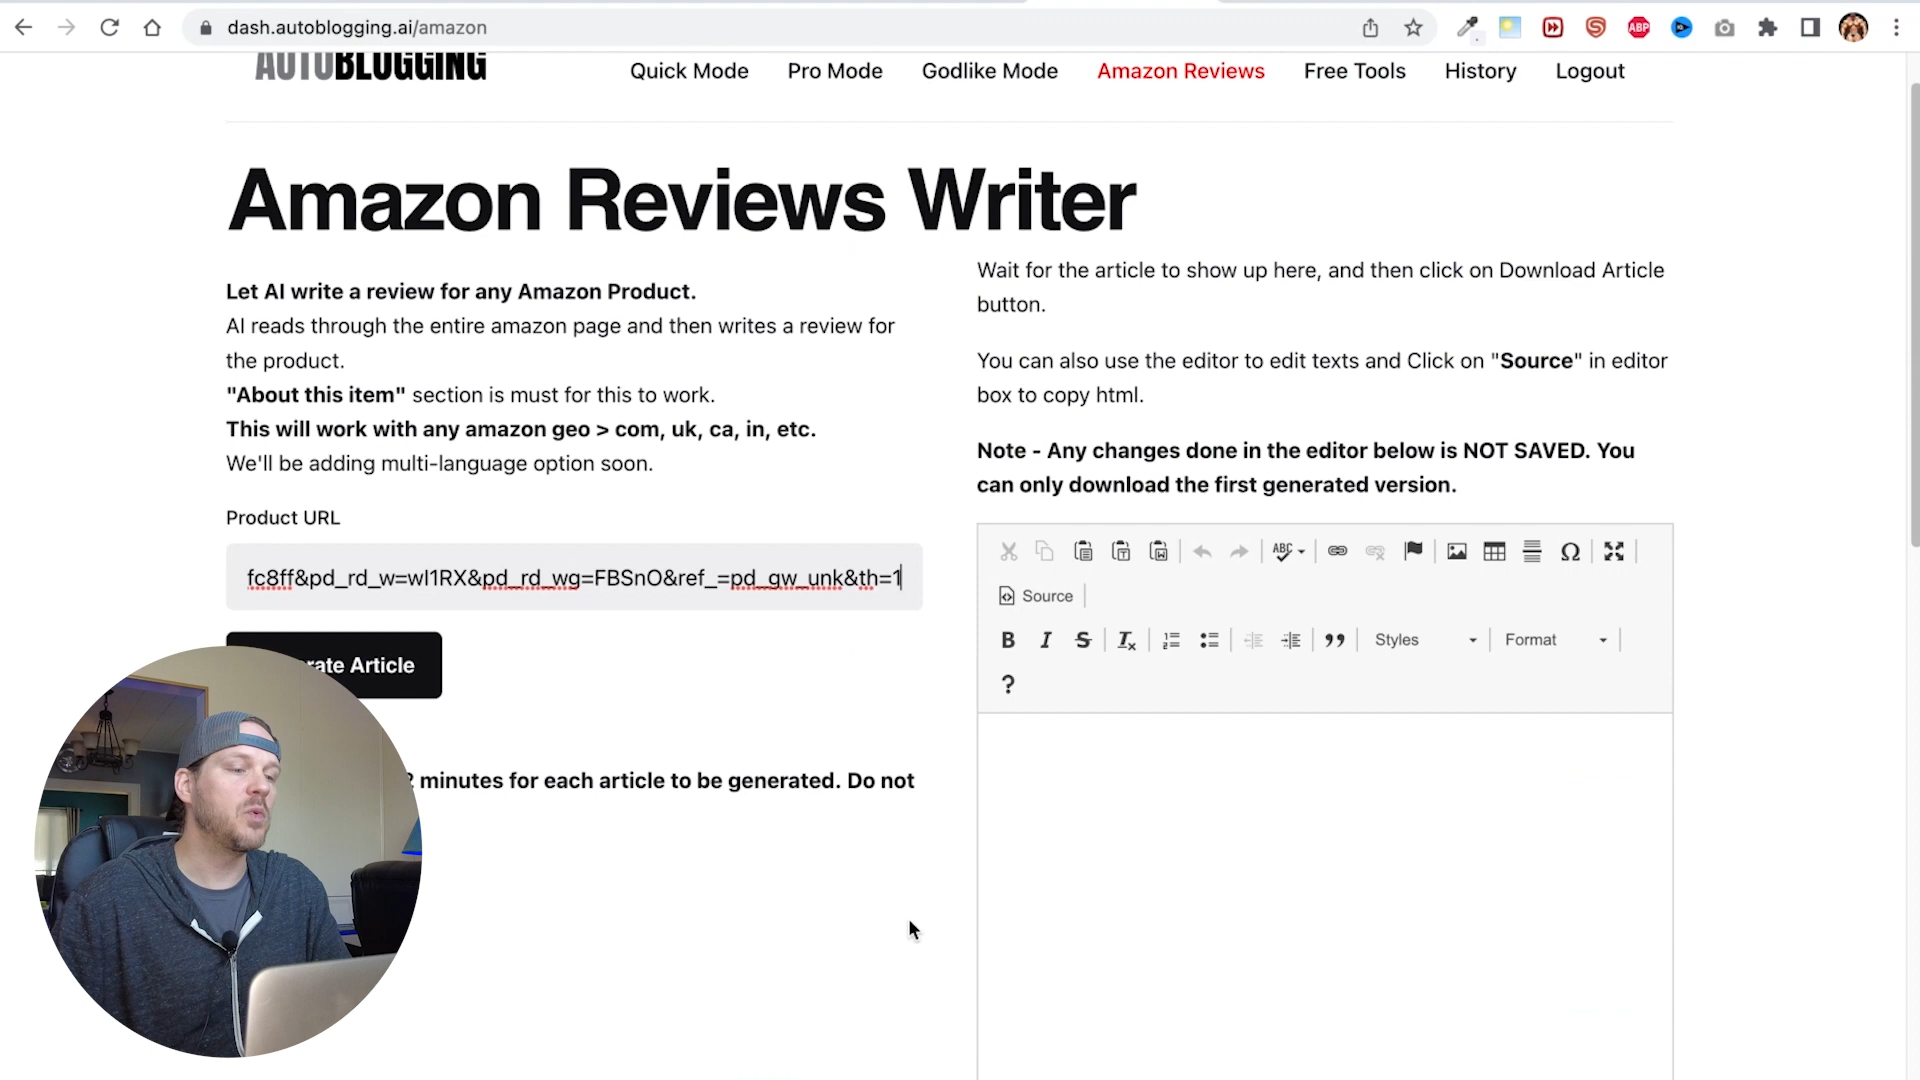 dash.autoblogging.ai/amazon
ABP
AUTOBLOGGING
Quick Mode
Pro Mode
Godlike Mode
Amazon Reviews
Free Tools
History
Logout
Amazon Reviews Writer
Let AI write a review for any Amazon Product.
AI reads through the entire amazon page and then writes a review for
the product.
"About this item" section is must for this to work.
This will work with any amazon geo > com, uk, ca, in, etc.
We'll be adding multi-language option soon.
Product URL
fc8ff&pd_rd_w=wl1RX&pd_rd_wg=FBSnO&ref_=pd_gw_unk&th=1
rate Article
2 minutes for each article to be generated. Do not
Wait for the article to show up here, and then click on Download Article
button.
You can also use the editor to edit texts and Click on "Source" in editor
box to copy html.
Note - Any changes done in the editor below is NOT SAVED. You
can only download the first generated version.
ABC
Source
Styles
Format
?